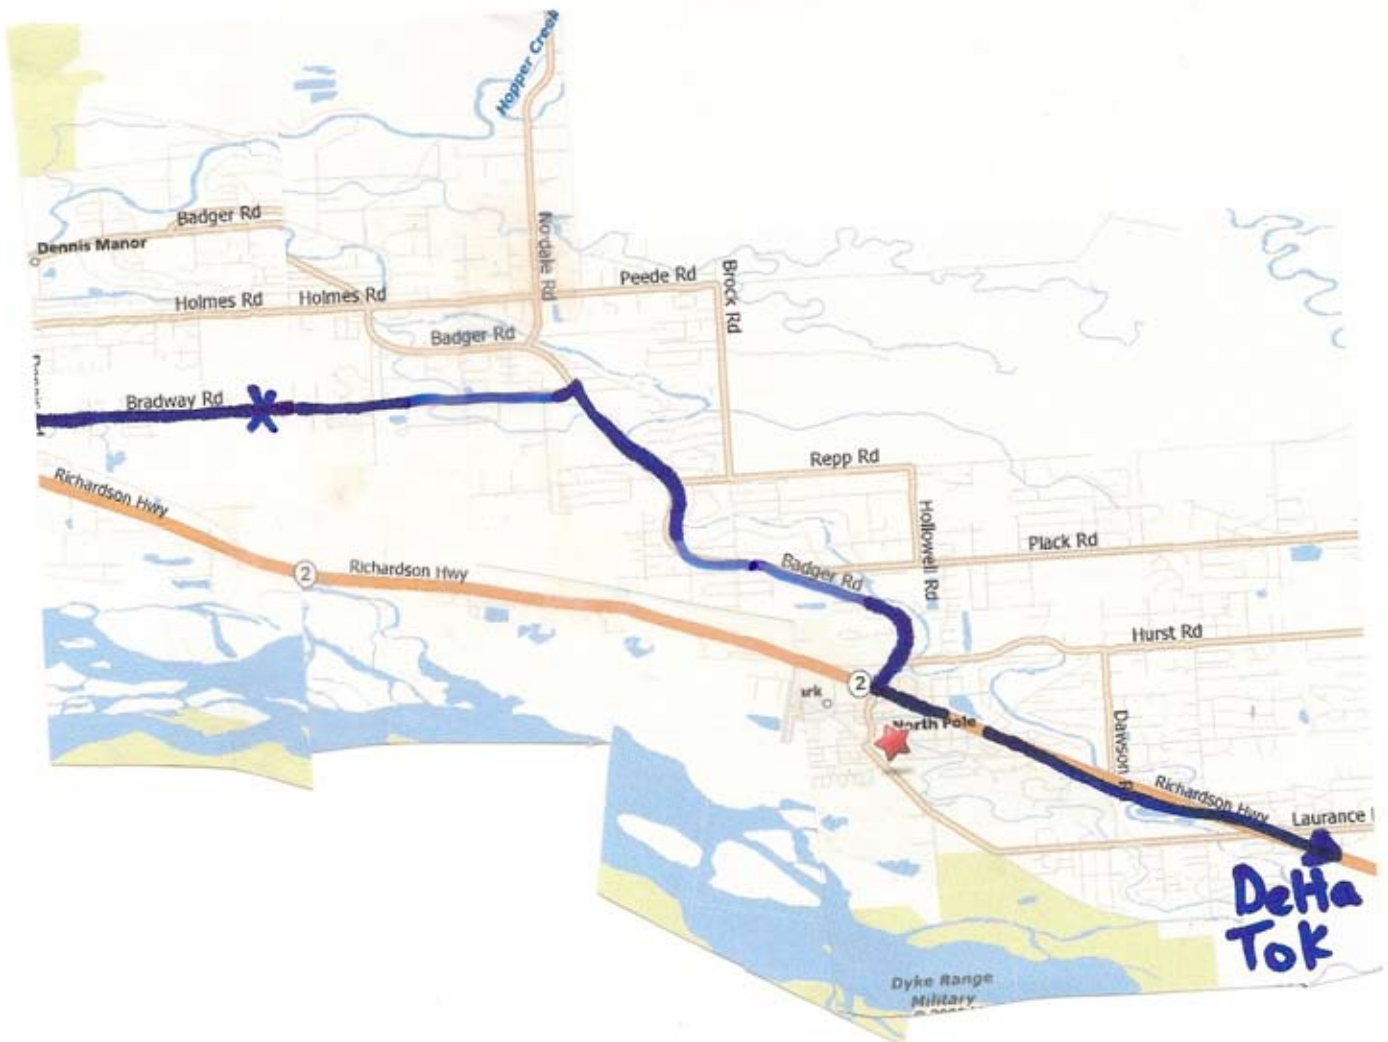 Hopper Creek
Badger Rd
Dennis Manor
Nordale Rd
Peede Rd
Brock Rd
Holmes Rd
Holmes Rd
Badger Rd
Bradway Rd
Richardson Hwy
Repp Rd
Hollowell Rd
Plack Rd
2
Richardson Hwy
Badger Rd
Hurst Rd
2
North Pole
Dawson
Richardson Hwy
Laurance
Delta
Tok
Dyke Range
Military